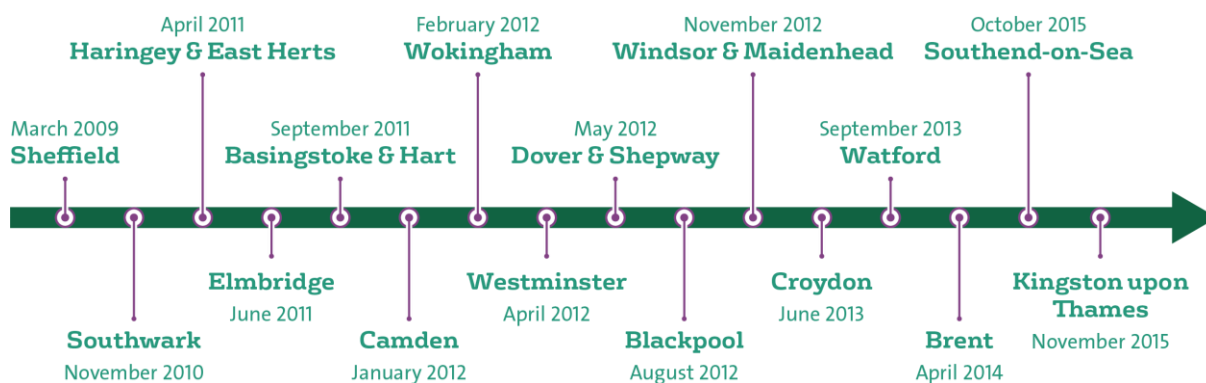 April 2011
Haringey & East Herts
February 2012
Wokingham
November 2012
Windsor & Maidenhead
October 2015
Southend-on-Sea
March 2009
Sheffield
September 2011
Basingstoke & Hart
May 2012
Dover & Shepway
September 2013
Watford
Elmbridge
June 2011
Westminster
April 2012
Croydon
June 2013
Kingston upon
Thames
November 2015
Southwark
November 2010
Camden
January 2012
Blackpool
August 2012
Brent
April 2014